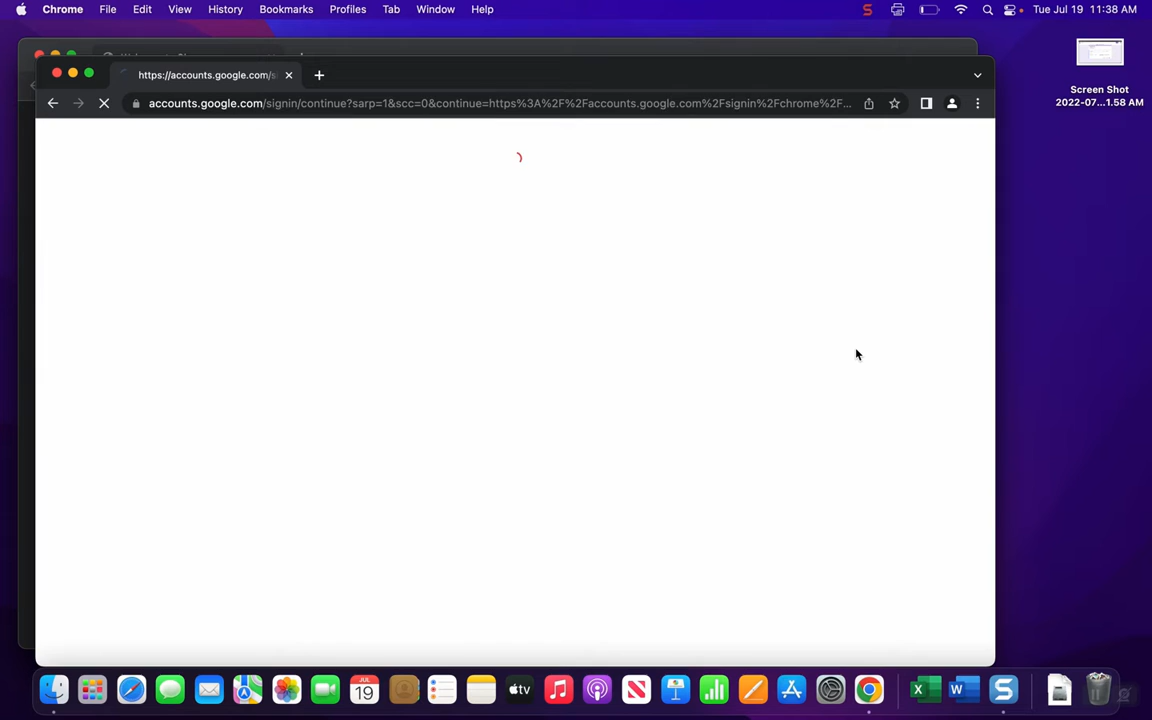 Chrome File Edit View History Bookmarks Profiles Tab Window Help
Tue Jul 19 11:38 AM
https://accounts.google.com/s
accounts.google.com/signin/continue?sarp=1&scc=0&continue=https%3A%2F%2Faccounts.google.com%2Fsignin%2Fchrome%2F...
Screen Shot
2022-07...1.58 AM
JUL
19
tv